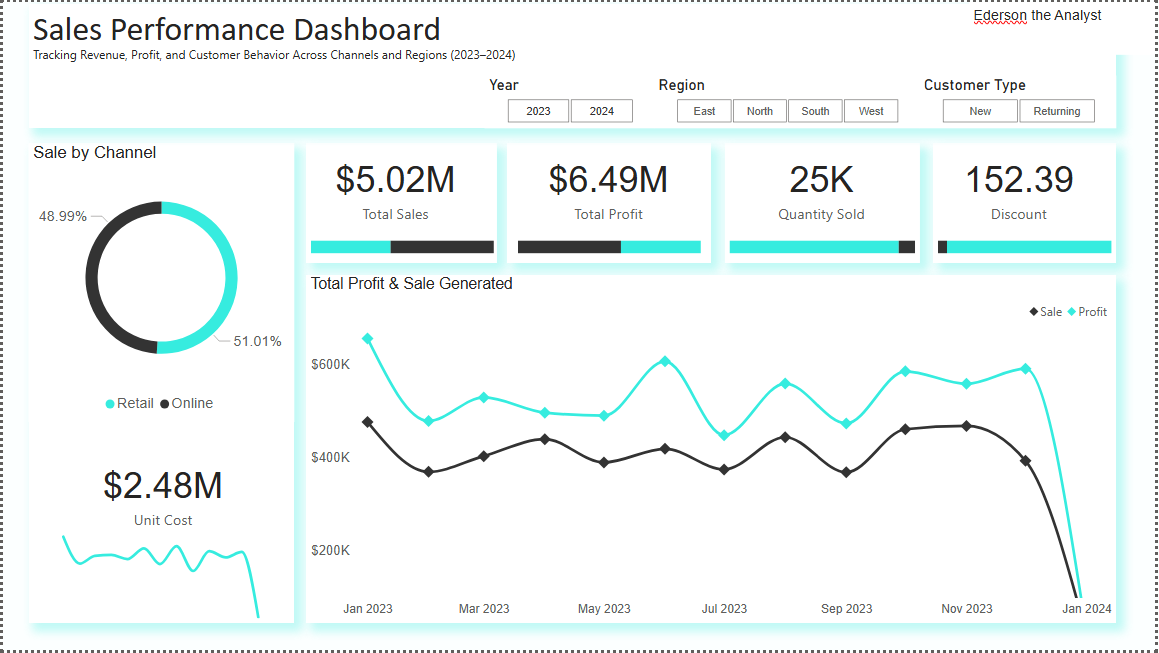 Sales Performance Dashboard
Ederson the Analyst
Tracking Revenue, Profit, and Customer Behavior Across Channels and Regions (2023–2024)
Year
Region
Customer Type
2023
2024
East
North
South
West
New
Returning
Sale by Channel
48.99%
51.01%
Retail
Online
$2.48M
Unit Cost
$5.02M
Total Sales
$6.49M
Total Profit
25K
Quantity Sold
152.39
Discount
Total Profit & Sale Generated
Sale
Profit
$600K
$400K
$200K
Jan 2023
Mar 2023
May 2023
Jul 2023
Sep 2023
Nov 2023
Jan 2024